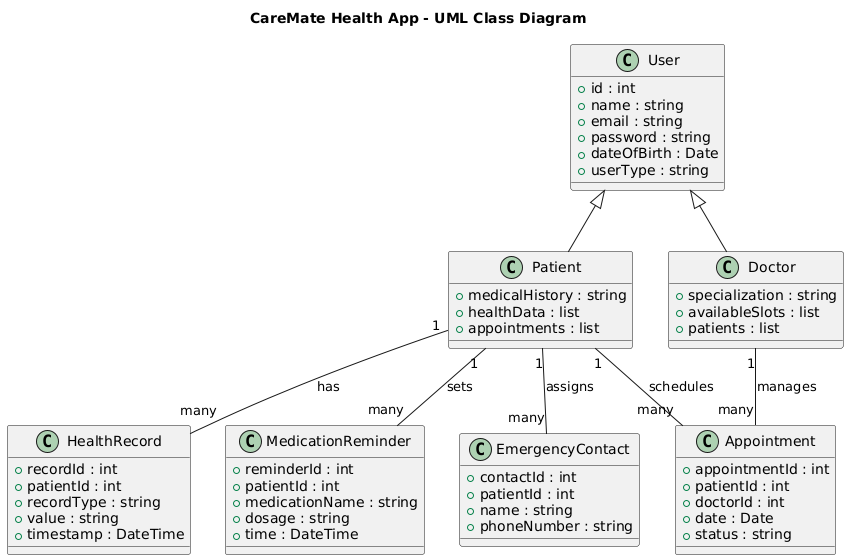 CareMate Health App - UML Class Diagram
C User
id : int
name : string
email : string
password : string
dateOfBirth : Date
userType : string
C Patient
medicalHistory : string
healthData : list
appointments : list
C Doctor
specialization : string
availableSlots : list
patients : list
1
1
1
1
1
has
sets
assigns
schedules
manages
many
many
many
many
many
C HealthRecord
recordId : int
patientId : int
recordType : string
value : string
timestamp : DateTime
C MedicationReminder
reminderId : int
patientId : int
medicationName : string
dosage : string
time : DateTime
C EmergencyContact
contactId : int
patientId : int
name : string
phoneNumber : string
C Appointment
appointmentId : int
patientId : int
doctorId : int
date : Date
status : string